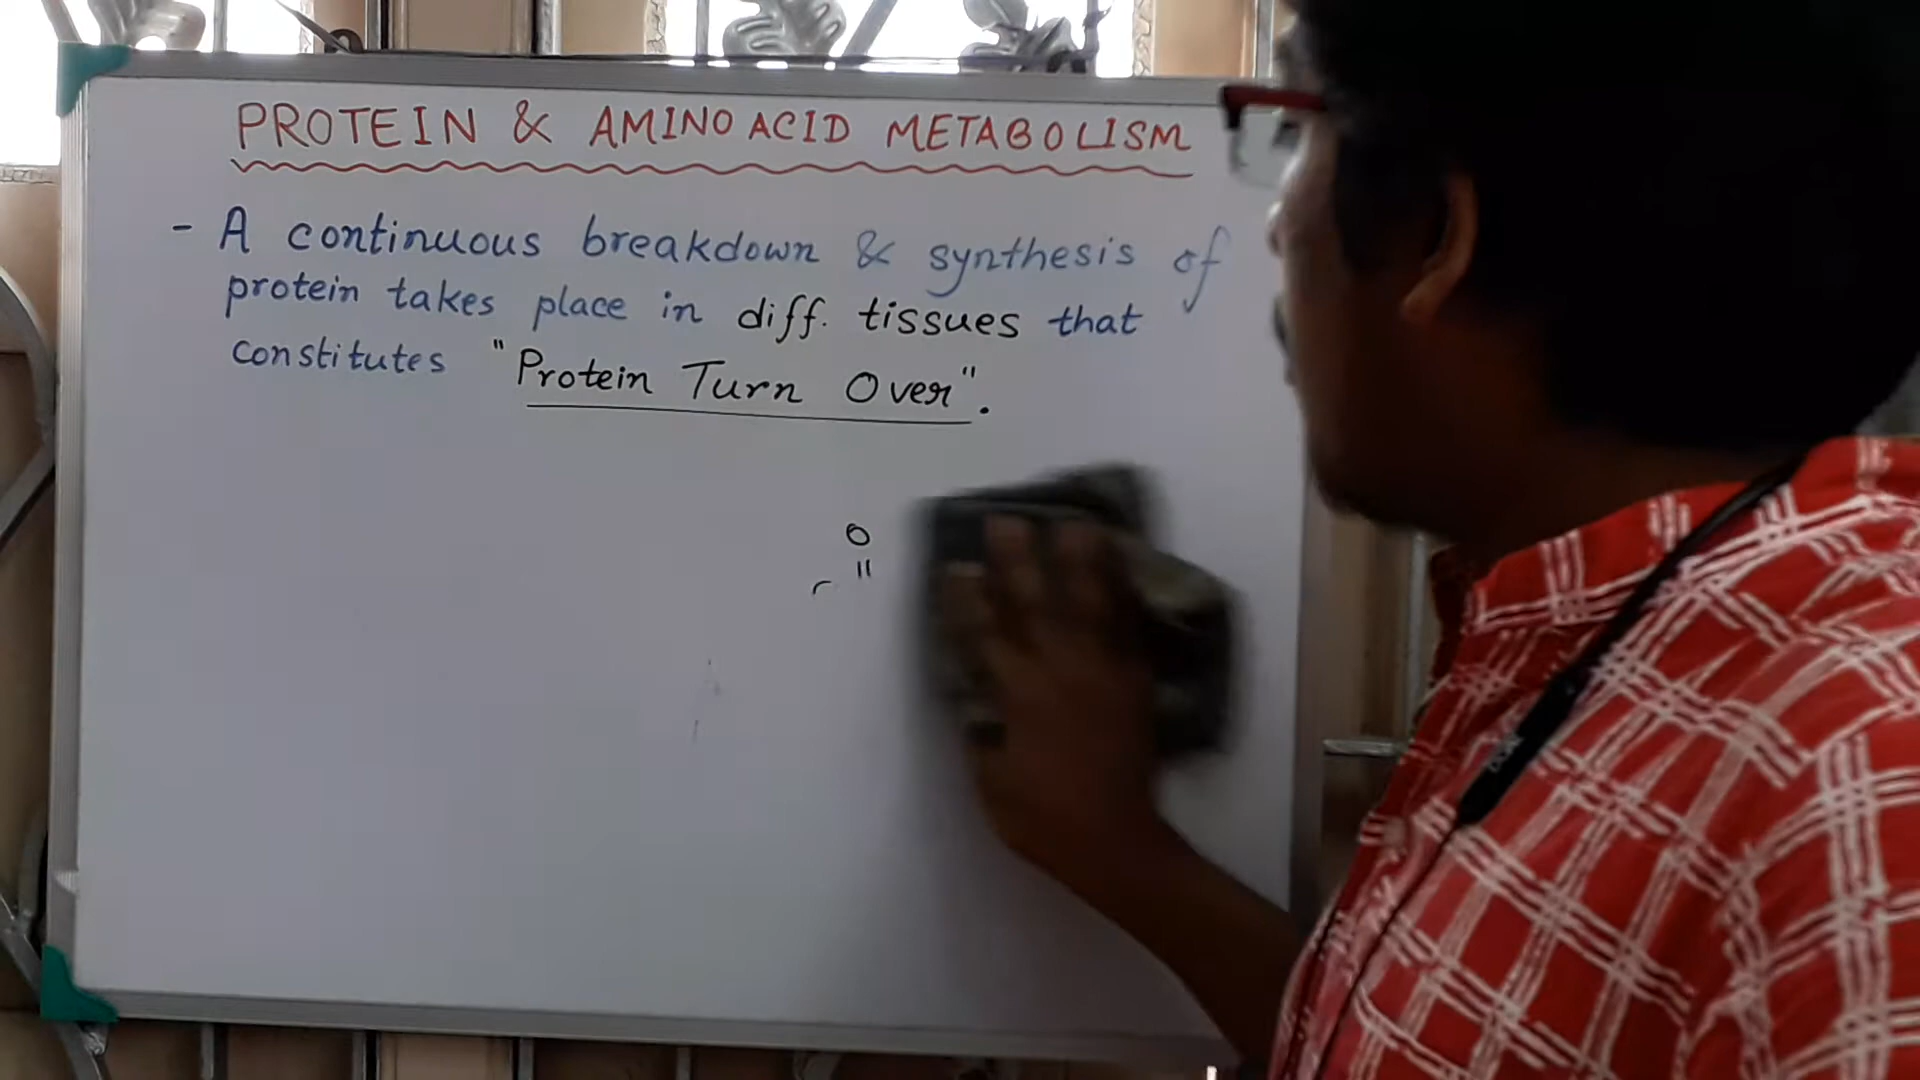 PROTEIN & AMINO ACID METABOLISM
- A continuous breakdown & synthesis of
protein takes place in diff. tissues that
constitutes "Protein Turn Over".
O
"